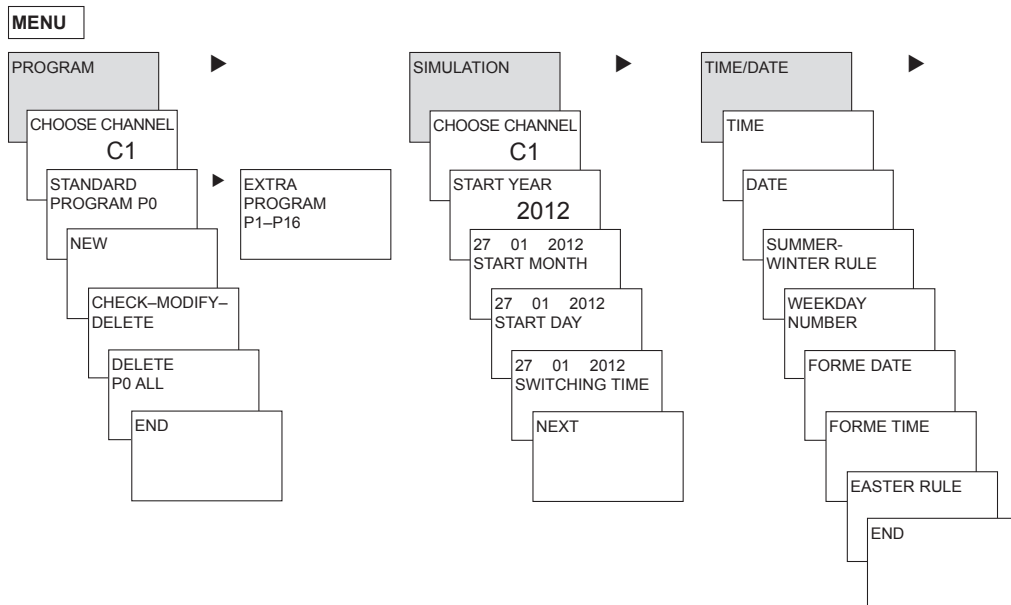 MENU
PROGRAM
CHOOSE CHANNEL
C1
STANDARD
PROGRAM P0
NEW
CHECK–MODIFY–
DELETE
DELETE
P0 ALL
END
EXTRA
PROGRAM
P1–P16
SIMULATION
CHOOSE CHANNEL
C1
START YEAR
2012
27 01 2012
START MONTH
27 01 2012
START DAY
27 01 2012
SWITCHING TIME
NEXT
TIME/DATE
TIME
DATE
SUMMER-
WINTER RULE
WEEKDAY
NUMBER
FORME DATE
FORME TIME
EASTER RULE
END